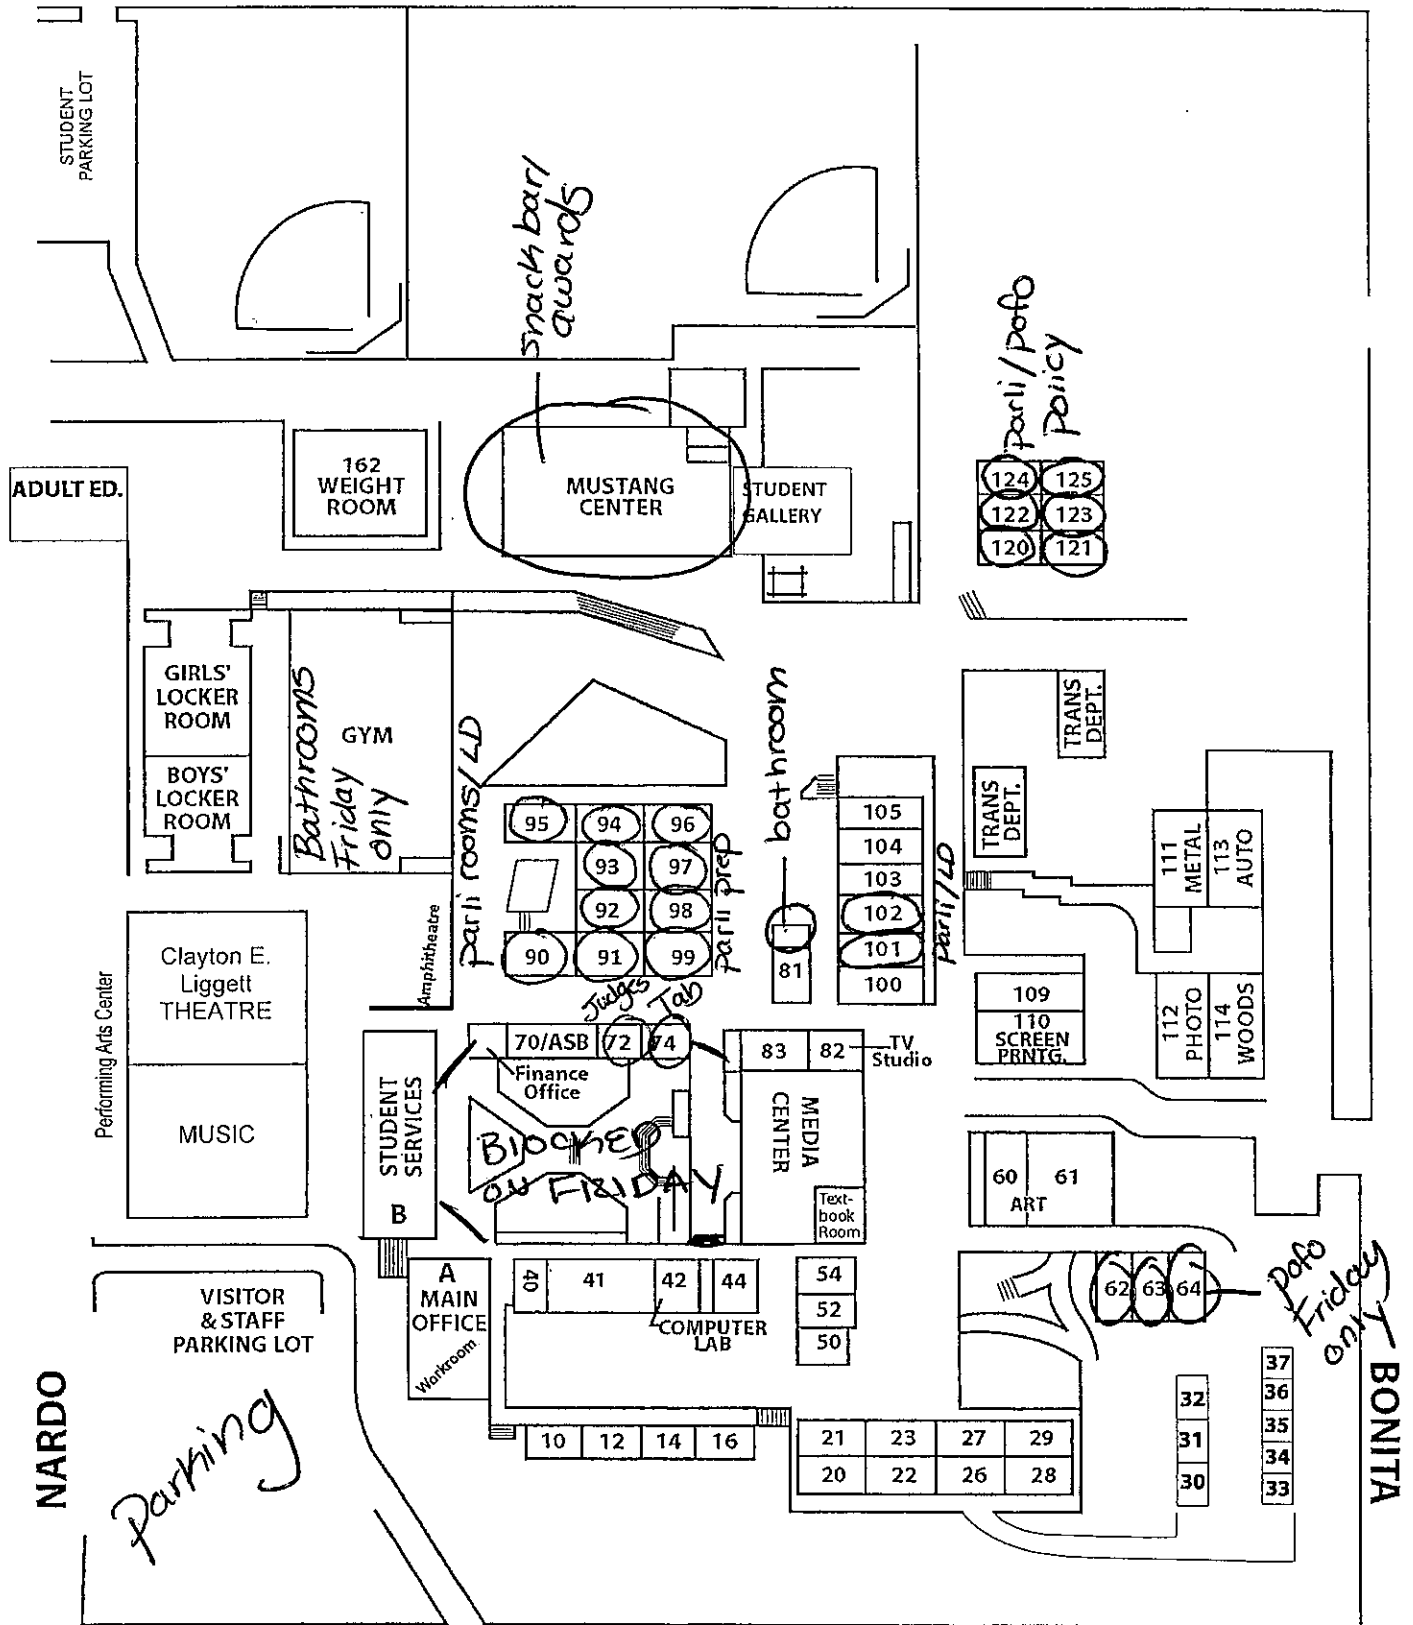 STUDENT
PARKING LOT
snack bar/
awards
parli/pofo
policy
162
WEIGHT
ROOM
MUSTANG
CENTER
STUDENT
GALLERY
124
125
122
123
120
121
ADULT ED.
GIRLS'
LOCKER
ROOM
BOYS'
LOCKER
ROOM
Bathrooms
Friday
only
GYM
parli rooms/LD
bathroom
TRANS
DEPT.
TRANS
DEPT.
95
94
96
93
97
92
98
90
91
99
parli prep
81
105
104
103
102
101
100
parli/LD
111
METAL
113
AUTO
Amphitheatre
Performing Arts Center
Clayton E.
Liggett
THEATRE
MUSIC
Judges
Tab
70/ASB
72
74
Finance
Office
83
82
TV
Studio
109
110
SCREEN
PRNTG.
112
PHOTO
114
WOODS
STUDENT
SERVICES
B
BLOCKED
ON FRIDAY
MEDIA
CENTER
Text-
book
Room
60
61
ART
A
MAIN
OFFICE
Workroom
40
41
42
44
COMPUTER
LAB
54
52
50
62
63
64
pofo
Friday
only
VISITOR
& STAFF
PARKING LOT
Parking
NARDO
BONITA
10
12
14
16
21
23
27
29
20
22
26
28
32
31
30
37
36
35
34
33